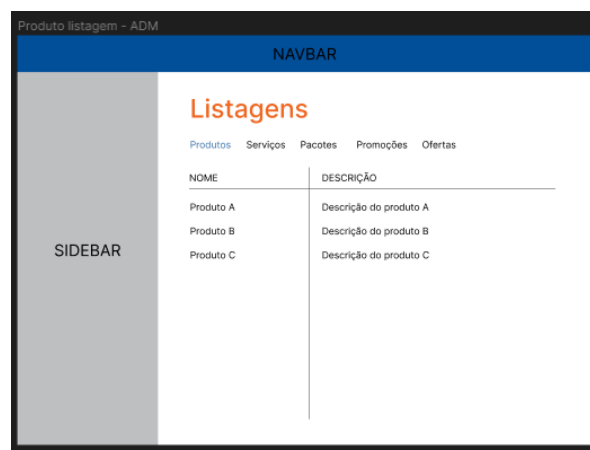 Produto listagem - ADM
NAVBAR
SIDEBAR
Listagens
Produtos Serviços Pacotes Promoções Ofertas
NOME DESCRIÇÃO
Produto A Descrição do produto A
Produto B Descrição do produto B
Produto C Descrição do produto C